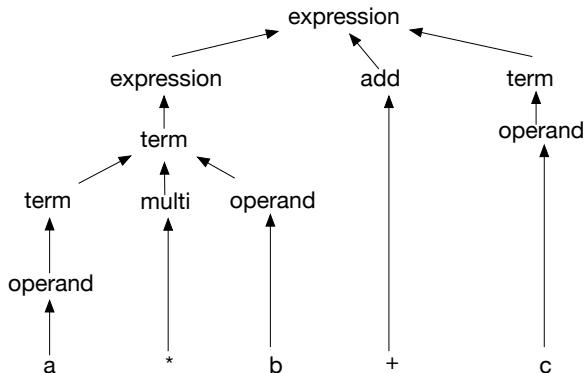 expression
expression add term
term operand
term multi operand
operand
a * b + c